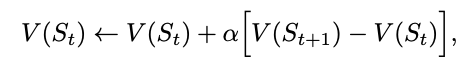 V(S_t) ← V(S_t) + α[V(S_{t+1}) − V(S_t)],